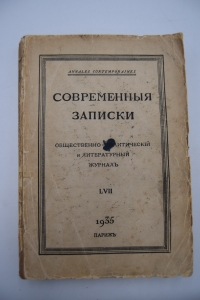 ANNALES CONTEMPORAINES
СОВРЕМЕННЫЯ
ЗАПИСКИ
ОБЩЕСТВЕННО-ПОЛИТИЧЕСКІЙ
и ЛИТЕРАТУРНЫЙ
ЖУРНАЛЪ
LVII
1935
ПАРИЖЪ